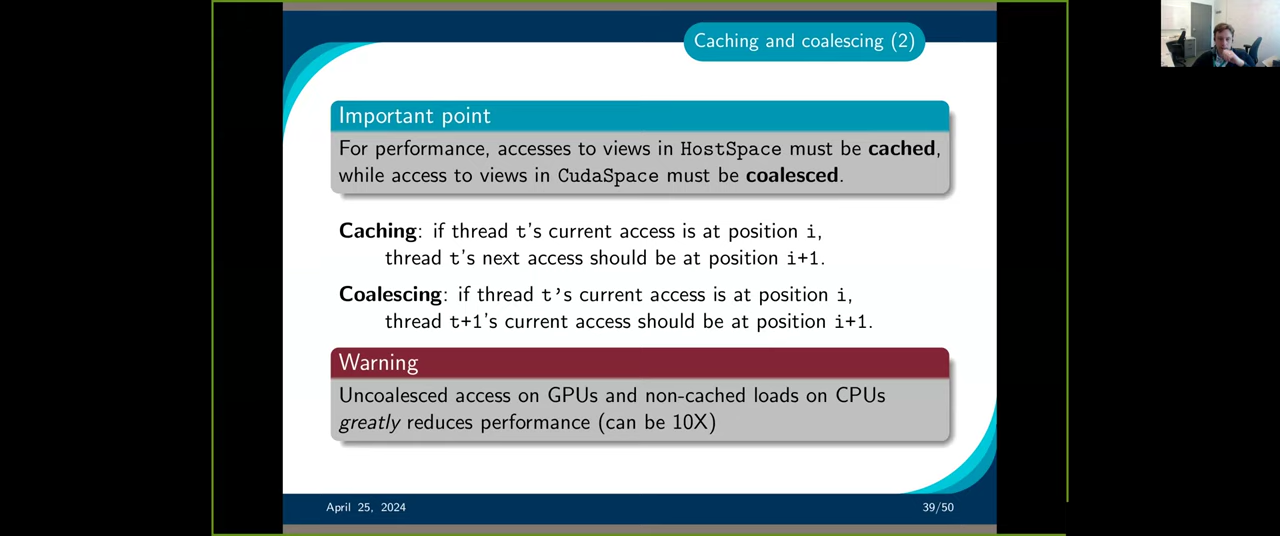 Caching and coalescing (2)
Important point
For performance, accesses to views in HostSpace must be cached,
while access to views in CudaSpace must be coalesced.
Caching: if thread t's current access is at position i,
thread t's next access should be at position i+1.
Coalescing: if thread t's current access is at position i,
thread t+1's current access should be at position i+1.
Warning
Uncoalesced access on GPUs and non-cached loads on CPUs
greatly reduces performance (can be 10X)
April 25, 2024
39/50